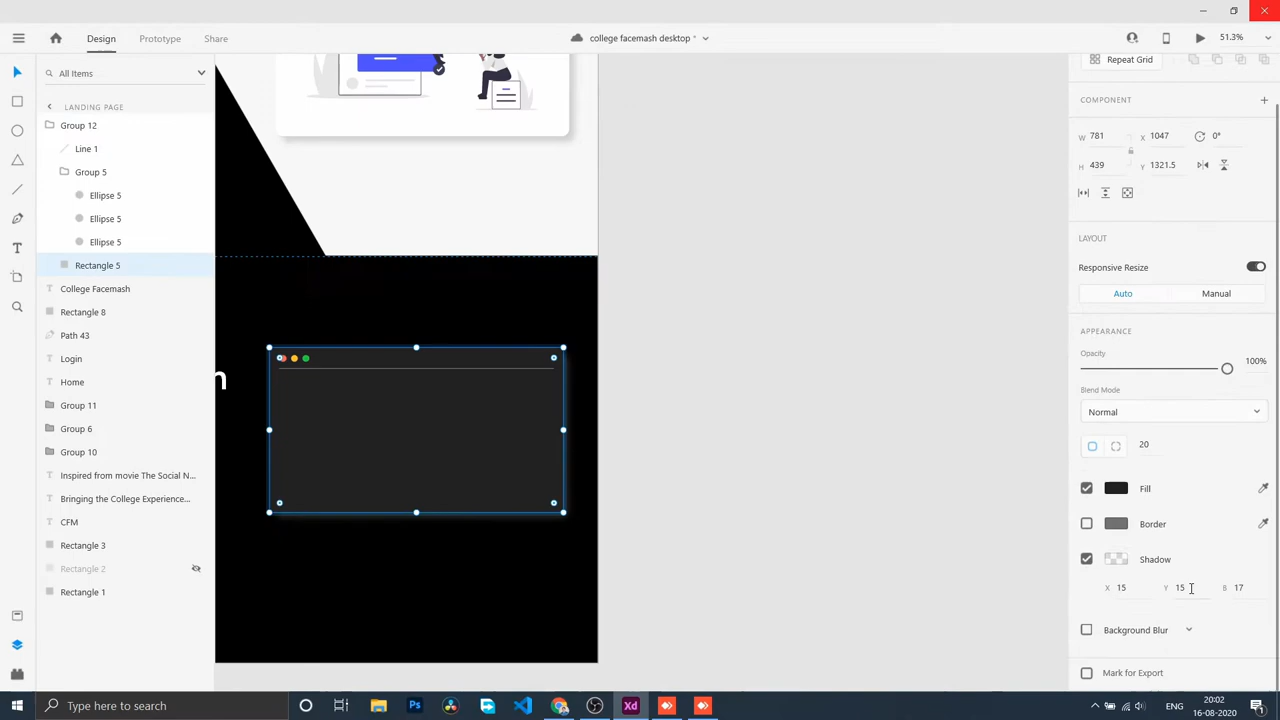 Design
Prototype
Share
college facemash desktop *
51.3%
All Items
LANDING PAGE
Group 12
Line 1
Group 5
Ellipse 5
Ellipse 5
Ellipse 5
Rectangle 5
College Facemash
Rectangle 8
Path 43
Login
Home
Group 11
Group 6
Group 10
Inspired from movie The Social N...
Bringing the College Experience...
CFM
Rectangle 3
Rectangle 2
Rectangle 1
Repeat Grid
COMPONENT
W 781 X 1047 0°
H 439 Y 1321.5
LAYOUT
Responsive Resize
Auto Manual
APPEARANCE
Opacity
100%
Blend Mode
Normal
20
Fill
Border
Shadow
X 15 Y 15 B 17
Background Blur
Mark for Export
Type here to search
Ps
Xd
ENG
20:02
16-08-2020